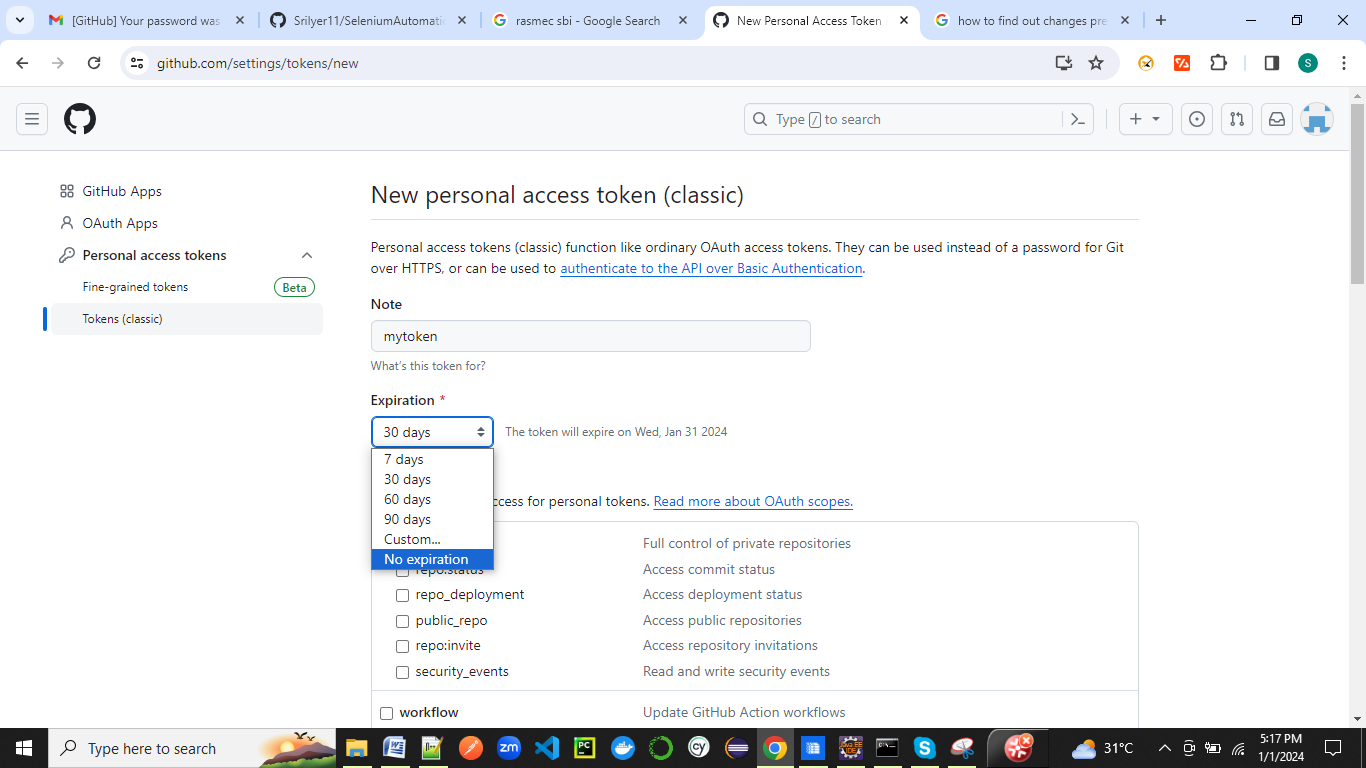 [GitHub] Your password was
Srilyer11/SeleniumAutomatic
rasmec sbi - Google Search
New Personal Access Token
how to find out changes pre
github.com/settings/tokens/new
S
Type / to search
GitHub Apps
OAuth Apps
Personal access tokens
Fine-grained tokens Beta
Tokens (classic)
New personal access token (classic)
Personal access tokens (classic) function like ordinary OAuth access tokens. They can be used instead of a password for Git
over HTTPS, or can be used to authenticate to the API over Basic Authentication.
Note
mytoken
What's this token for?
Expiration *
30 days The token will expire on Wed, Jan 31 2024
7 days
30 days
60 days
90 days
Custom...
No expiration
ccess for personal tokens. Read more about OAuth scopes.
Full control of private repositories
repo:status Access commit status
repo_deployment Access deployment status
public_repo Access public repositories
repo:invite Access repository invitations
security_events Read and write security events
workflow Update GitHub Action workflows
Type here to search
zm
PC
cy
31°C
5:17 PM
1/1/2024